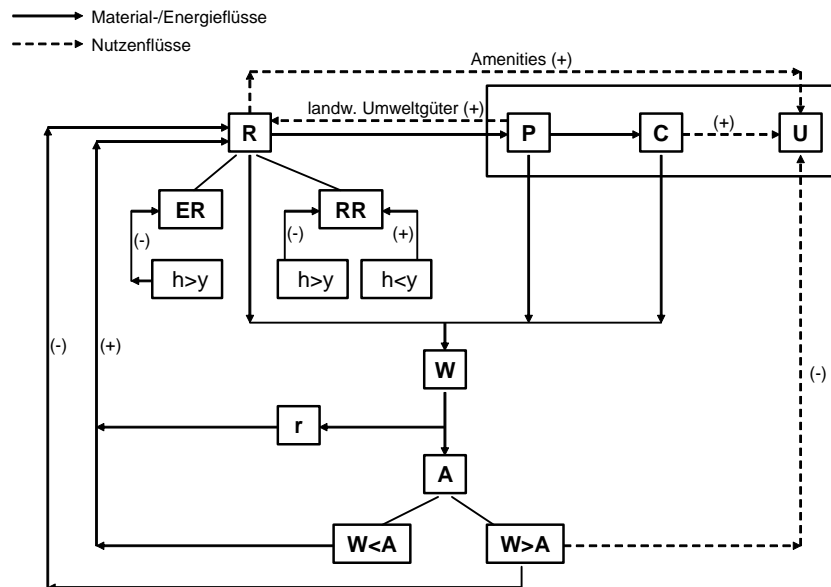 Material-/Energieflüsse
Nutzenflüsse
Amenities (+)
landw. Umweltgüter (+)
R
P
C
(+)
U
ER
RR
(-)
(-)
(+)
h>y
h>y
h<y
(-)
(+)
W
(-)
r
A
W<A
W>A